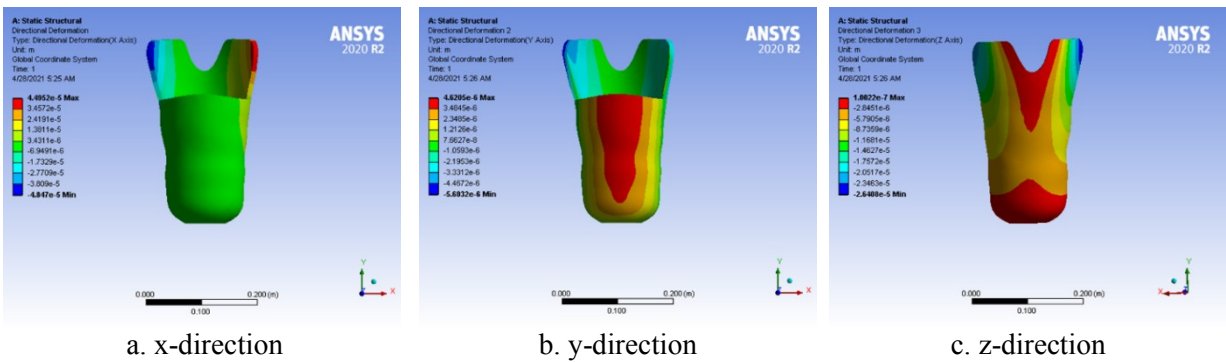 A: Static Structural
Directional Deformation
Type: Directional Deformation(X Axis)
Unit: m
Global Coordinate System
Time: 1
4/28/2021 5:25 AM
ANSYS
2020 R2
4.4952e-5 Max
3.4572e-5
2.4191e-5
1.3811e-5
3.4311e-6
-6.9491e-6
-1.7329e-5
-2.7709e-5
-3.809e-5
-4.847e-5 Min
Y
X
Z
0.000
0.200 (m)
0.100
a. x-direction
A: Static Structural
Directional Deformation 2
Type: Directional Deformation(Y Axis)
Unit: m
Global Coordinate System
Time: 1
4/28/2021 5:26 AM
ANSYS
2020 R2
4.6205e-6 Max
3.4845e-6
2.3485e-6
1.2126e-6
7.6627e-8
-1.0593e-6
-2.1953e-6
-3.3312e-6
-4.4672e-6
-5.6032e-6 Min
Y
X
Z
0.000
0.200 (m)
0.100
b. y-direction
A: Static Structural
Directional Deformation 3
Type: Directional Deformation(Z Axis)
Unit: m
Global Coordinate System
Time: 1
4/28/2021 5:26 AM
ANSYS
2020 R2
1.0022e-7 Max
-2.8451e-6
-5.7905e-6
-8.7359e-6
-1.1681e-5
-1.4627e-5
-1.7572e-5
-2.0517e-5
-2.3463e-5
-2.6408e-5 Min
Y
X
Z
0.000
0.200 (m)
0.100
c. z-direction